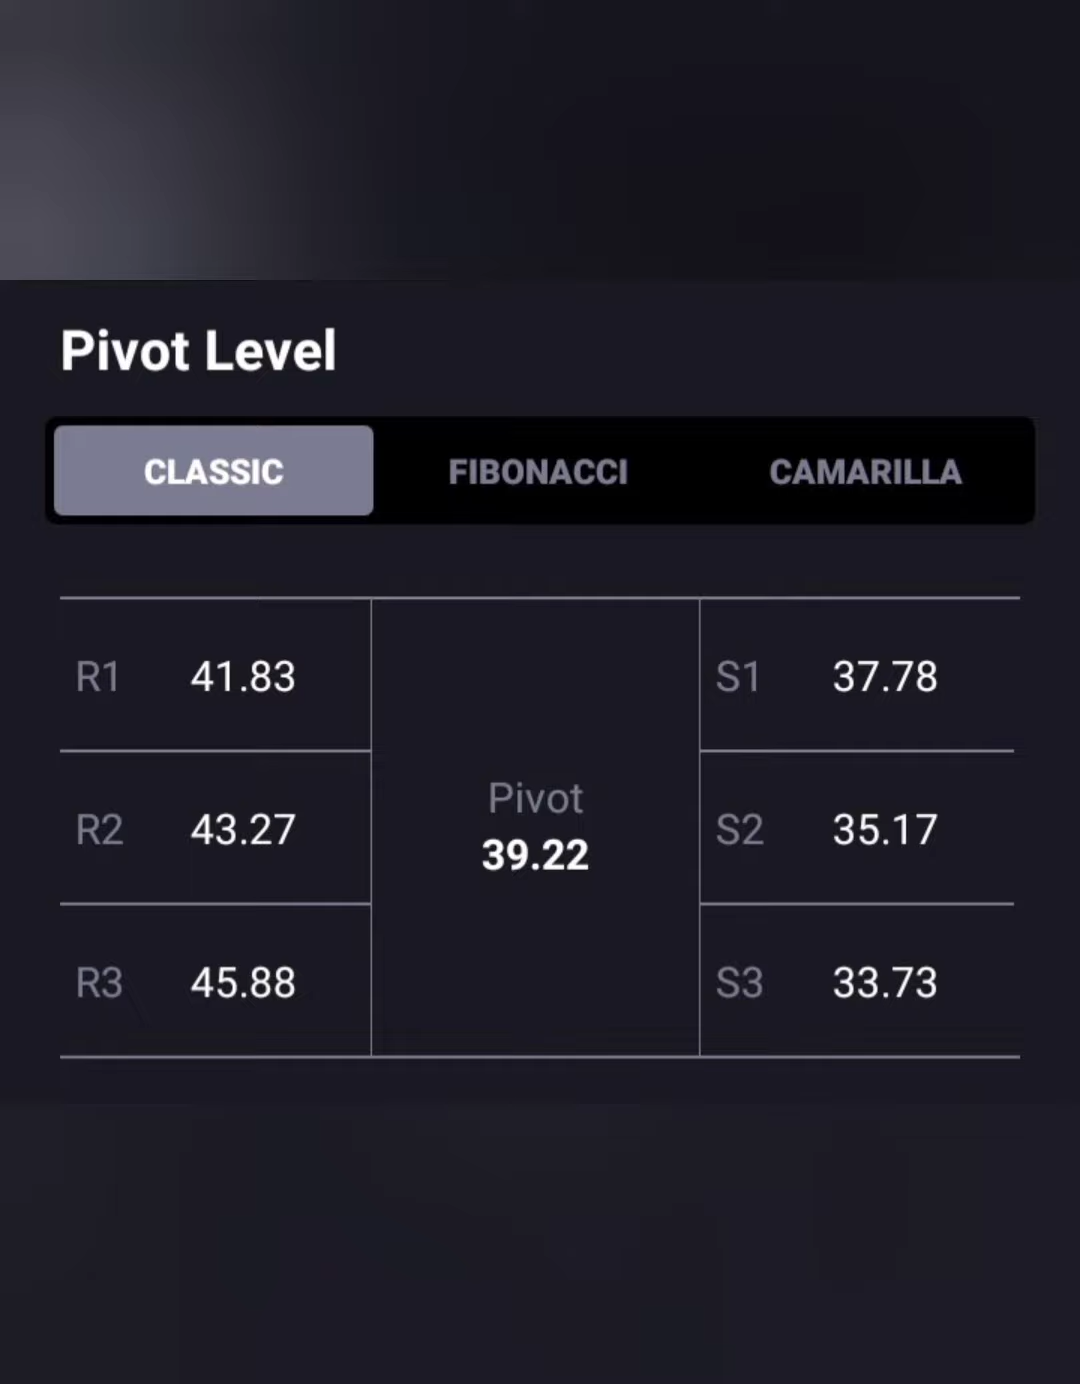 Pivot Level
CLASSIC FIBONACCI CAMARILLA
R1 41.83 S1 37.78
Pivot
R2 43.27 S2 35.17
39.22
R3 45.88 S3 33.73